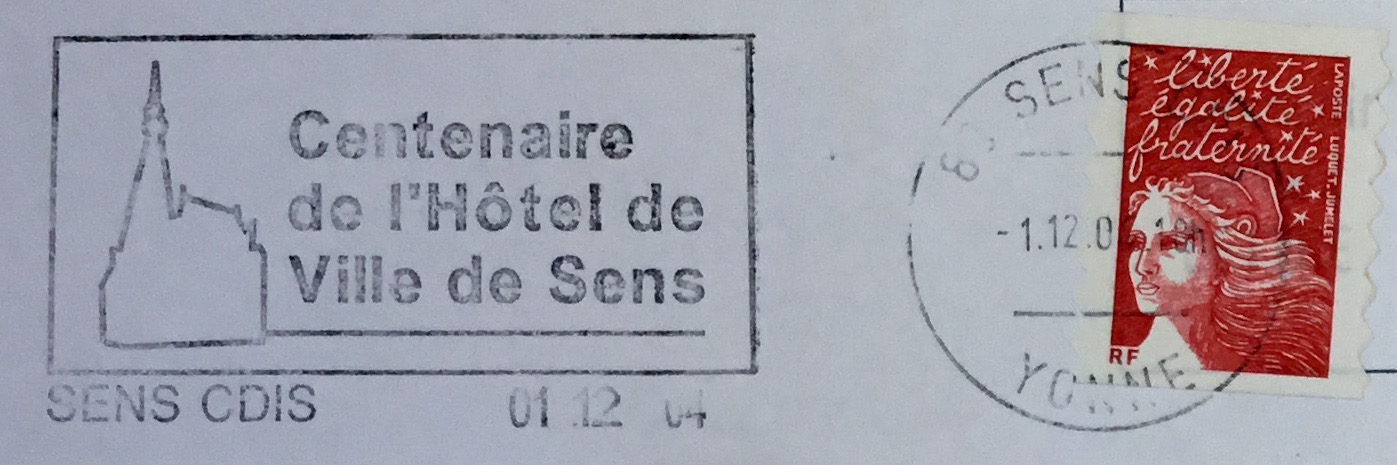 Centenaire
de l'Hôtel de
Ville de Sens
SENS CDIS 01.12 04
SENS
-1.12.0
YONNE
liberté
égalité
fraternité
LAPOSTE LUQUET.JUMELET
RF